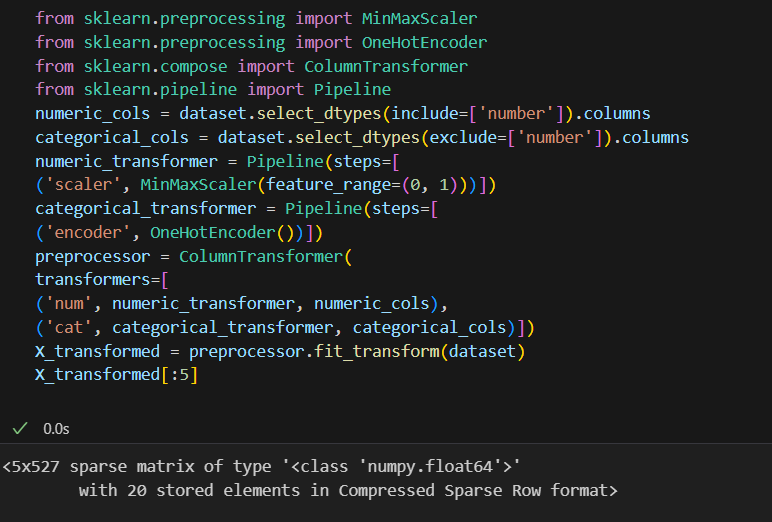 from sklearn.preprocessing import MinMaxScaler
from sklearn.preprocessing import OneHotEncoder
from sklearn.compose import ColumnTransformer
from sklearn.pipeline import Pipeline
numeric_cols = dataset.select_dtypes(include=['number']).columns
categorical_cols = dataset.select_dtypes(exclude=['number']).columns
numeric_transformer = Pipeline(steps=[
('scaler', MinMaxScaler(feature_range=(0, 1)))])
categorical_transformer = Pipeline(steps=[
('encoder', OneHotEncoder())])
preprocessor = ColumnTransformer(
transformers=[
('num', numeric_transformer, numeric_cols),
('cat', categorical_transformer, categorical_cols)])
X_transformed = preprocessor.fit_transform(dataset)
X_transformed[:5]
✓ 0.0s
<5x527 sparse matrix of type '<class 'numpy.float64'>'
with 20 stored elements in Compressed Sparse Row format>